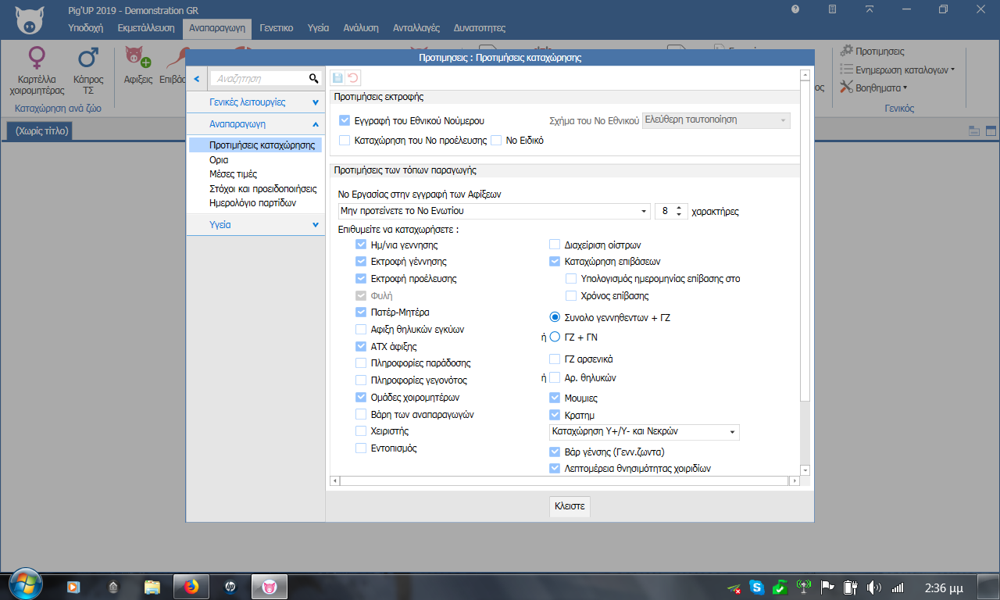 Pig'UP 2019 - Demonstration GR
Υποδοχή Εκμετάλλευση Αναπαραγωγη Γενετικο Υγεία Ανάλυση Ανταλλαγές Δυνατοτητες
Καρτέλλα χοιρομητέρας
Κάπρος ΤΣ
Καταχώρηση ανά ζώο
Αφιξεις
Προτιμησεις
Ενημερωση καταλογων
Βοηθηματα
Γενικός
(Χωρίς τίτλο)
Προτιμησεις : Προτιμήσεις καταχώρησης
Αναζητηση
Γενικές λειτουργίες
Αναπαραγωγη
Προτιμήσεις καταχώρησης
Ορια
Μέσες τιμές
Στόχοι και προειδοποιήσεις
Ημερολόγιο παρτίδων
Υγεία
Προτιμήσεις εκτροφής
Εγγραφή του Εθνικού Νούμερου
Σχήμα του Νο Εθνικού Ελεύθερη ταυτοποίηση
Καταχώρηση του Νο προέλευσης Νο Ειδικό
Προτιμήσεις των τόπων παραγωγής
Νο Εργασίας στην εγγραφή των Αφίξεων
Μην προτείνετε το Νο Ενωτίου 8 χαρακτήρες
Επιθυμείτε να καταχωρήσετε :
Ημ/νια γεννησης
Εκτροφή γέννησης
Εκτροφή προέλευσης
Φυλή
Πατέρ-Μητέρα
Αφιξη θηλυκών εγκύων
ΑΤΧ άφιξης
Πληροφορίες παράδοσης
Πληροφορίες γεγονότος
Ομάδες χοιρομητέρων
Βάρη των αναπαραγωγών
Χειριστής
Εντοπισμός
Διαχείριση οίστρων
Καταχώρηση επιβάσεων
Υπολογισμός ημερομηνίας επίβασης στο
Χρόνος επίβασης
Συνολο γεννηθεντων + ΓΖ
ή ΓΖ + ΓΝ
ΓΖ αρσενικά
ή Αρ. θηλυκών
Μουμιες
Κρατημ
Καταχώρηση Υ+/Υ- και Νεκρών
Βάρ γένσης (Γενν.ζωντα)
Λεπτομέρεια θνησιμότητας χοιριδίων
Κλειστε
2:36 μμ